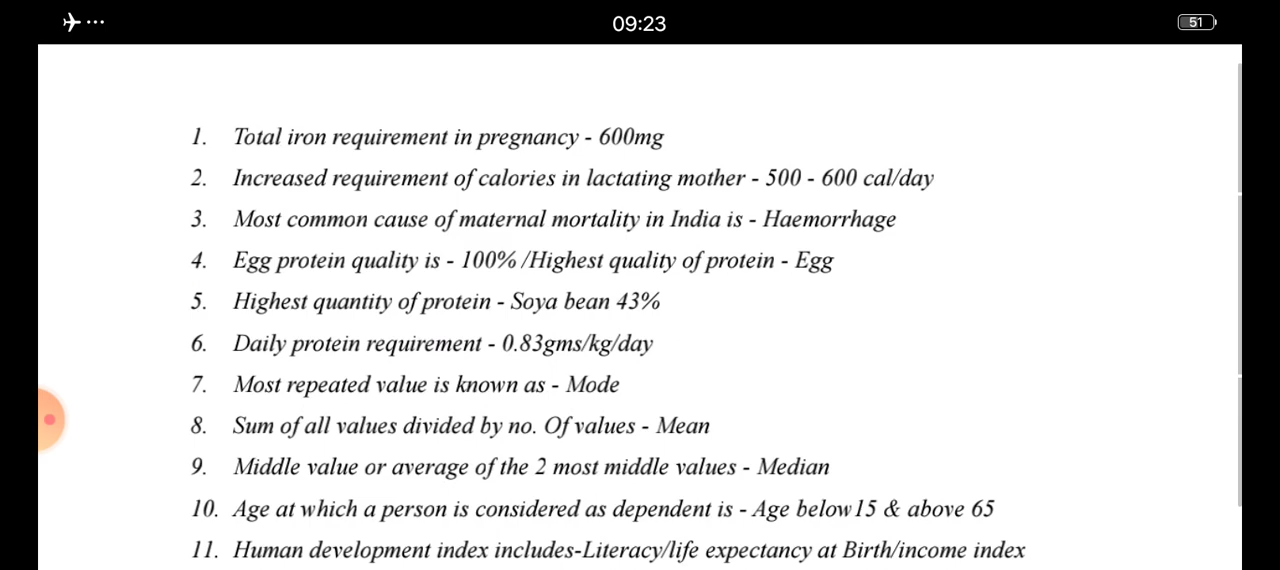 09:23
51
1. Total iron requirement in pregnancy - 600mg
2. Increased requirement of calories in lactating mother - 500 - 600 cal/day
3. Most common cause of maternal mortality in India is - Haemorrhage
4. Egg protein quality is - 100% /Highest quality of protein - Egg
5. Highest quantity of protein - Soya bean 43%
6. Daily protein requirement - 0.83gms/kg/day
7. Most repeated value is known as - Mode
8. Sum of all values divided by no. Of values - Mean
9. Middle value or average of the 2 most middle values - Median
10. Age at which a person is considered as dependent is - Age below15 & above 65
11. Human development index includes-Literacy/life expectancy at Birth/income index